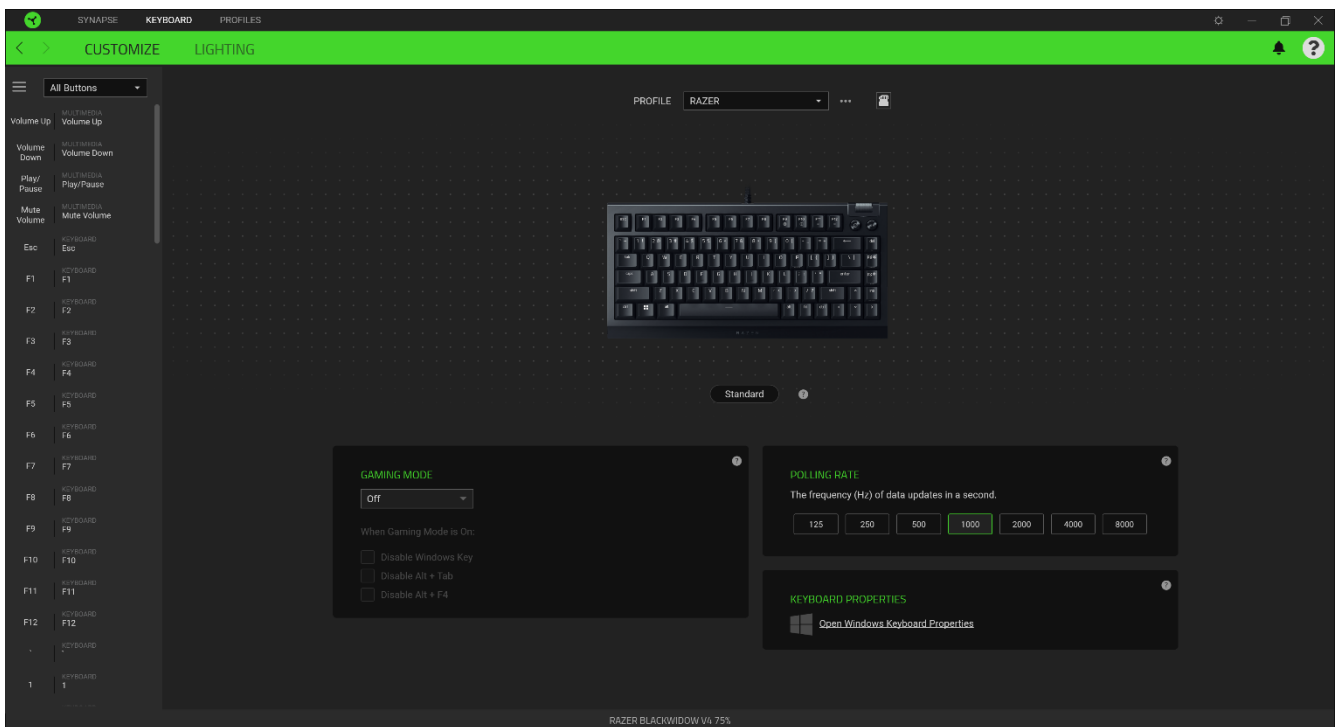 SYNAPSE KEYBOARD PROFILES
CUSTOMIZE LIGHTING
All Buttons
PROFILE RAZER
Volume Up
MULTIMEDIA
Volume Up
Volume Down
MULTIMEDIA
Volume Down
Play/
Pause
MULTIMEDIA
Play/Pause
Mute
Volume
MULTIMEDIA
Mute Volume
Esc
KEYBOARD
Esc
F1
KEYBOARD
F1
F2
KEYBOARD
F2
F3
KEYBOARD
F3
F4
KEYBOARD
F4
F5
KEYBOARD
F5
F6
KEYBOARD
F6
F7
KEYBOARD
F7
F8
KEYBOARD
F8
F9
KEYBOARD
F9
F10
KEYBOARD
F10
F11
KEYBOARD
F11
F12
KEYBOARD
F12
KEYBOARD
1
KEYBOARD
1
Standard
GAMING MODE
Off
When Gaming Mode is On:
Disable Windows Key
Disable Alt + Tab
Disable Alt + F4
POLLING RATE
The frequency (Hz) of data updates in a second.
125 250 500 1000 2000 4000 8000
KEYBOARD PROPERTIES
Open Windows Keyboard Properties
RAZER BLACKWIDOW V4 75%